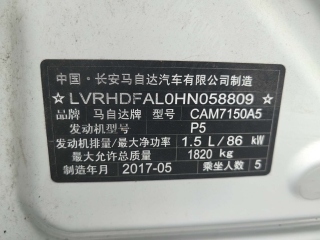 中国·长安马自达汽车有限公司制造
★LVRHDFAL0HN058809★
品牌 马自达牌 型号 CAM7150A5
发动机型号 P5
发动机排量/最大净功率 1.5 L/86 kW
最大允许总质量 1820 kg
制造年月 2017-05 乘坐人数 5